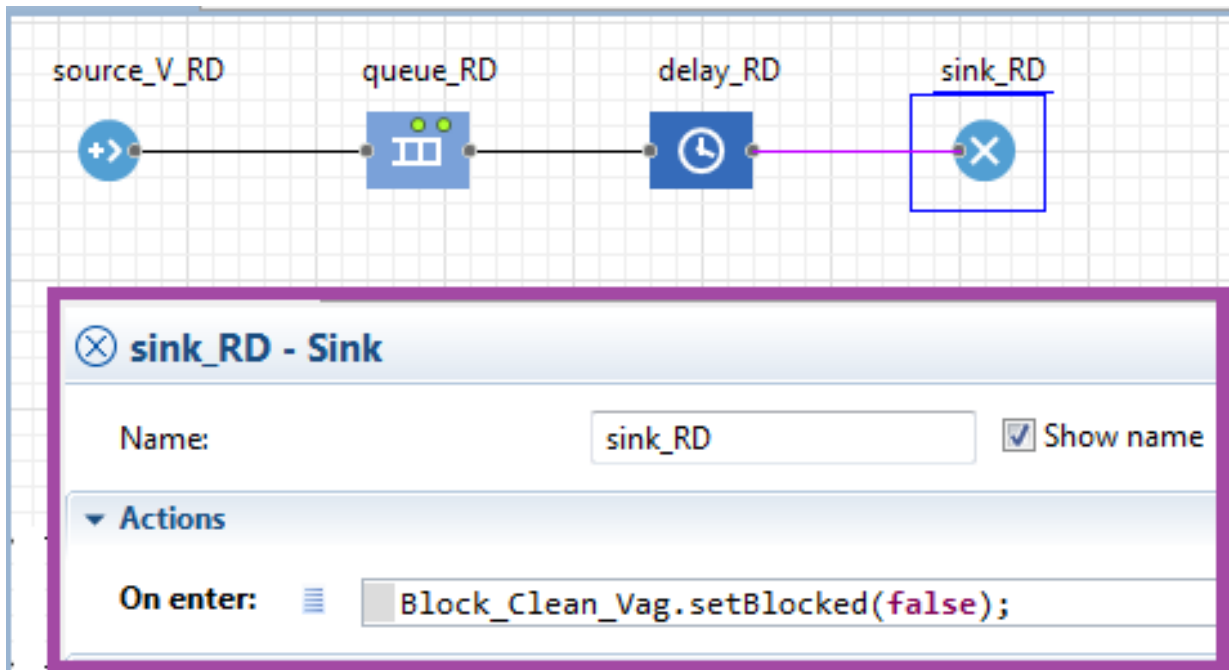 source_V_RD queue_RD delay_RD sink_RD
sink_RD - Sink
Name: sink_RD Show name
Actions
On enter: Block_Clean_Vag.setBlocked(false);